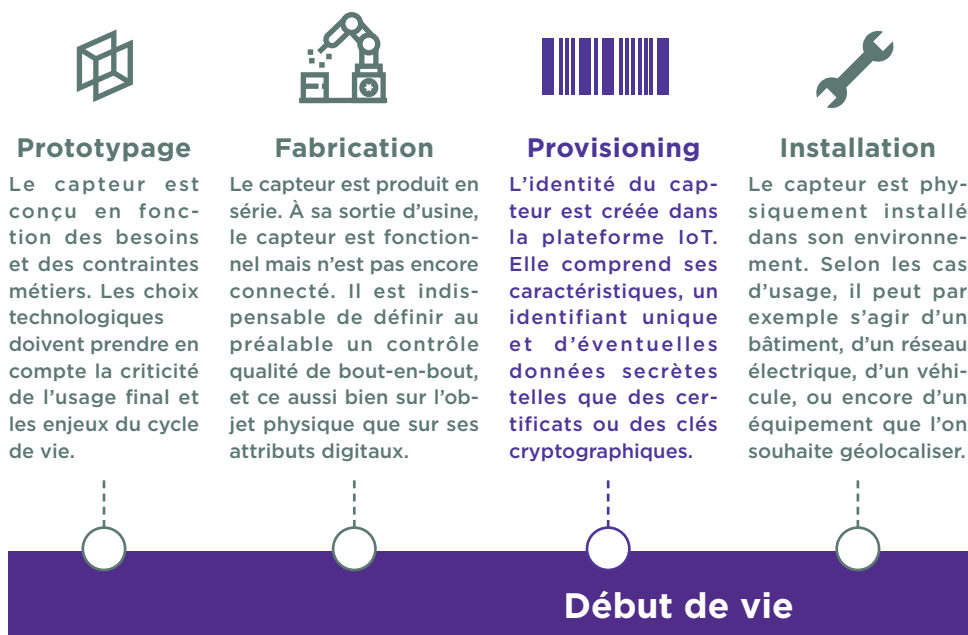 Prototypage
Le capteur est
conçu en fonc-
tion des besoins
et des contraintes
métiers. Les choix
technologiques
doivent prendre en
compte la criticité
de l'usage final et
les enjeux du cycle
de vie.
Fabrication
Le capteur est produit en
série. À sa sortie d'usine,
le capteur est fonction-
nel mais n'est pas encore
connecté. Il est indis-
pensable de définir au
préalable un contrôle
qualité de bout-en-bout,
et ce aussi bien sur l'ob-
jet physique que sur ses
attributs digitaux.
Provisioning
L'identité du cap-
teur est créée dans
la plateforme IoT.
Elle comprend ses
caractéristiques, un
identifiant unique
et d'éventuelles
données secrètes
telles que des cer-
tificats ou des clés
cryptographiques.
Installation
Le capteur est phy-
siquement installé
dans son environne-
ment. Selon les cas
d'usage, il peut par
exemple s'agir d'un
bâtiment, d'un réseau
électrique, d'un véhi-
cule, ou encore d'un
équipement que l'on
souhaite géolocaliser.
Début de vie